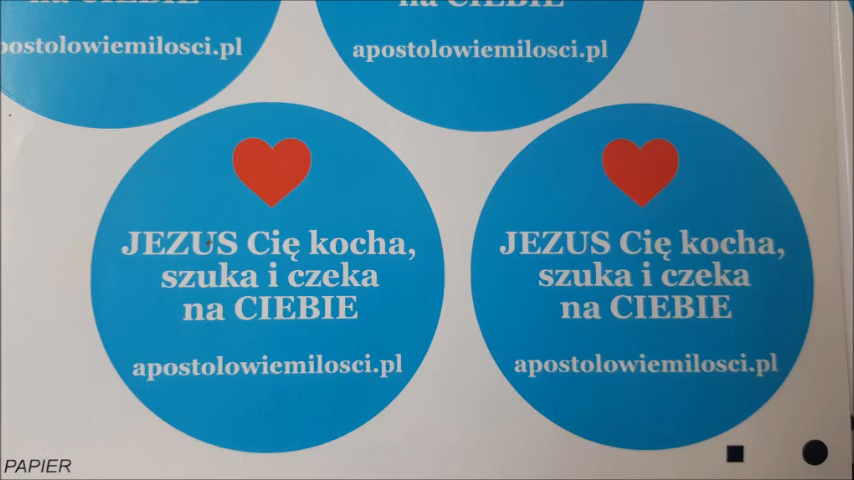 na CIEBIE
na CIEBIE
postolowiemilosci.pl
apostolowiemilosci.pl
JEZUS Cię kocha,
szuka i czeka
na CIEBIE
apostolowiemilosci.pl
JEZUS Cię kocha,
szuka i czeka
na CIEBIE
apostolowiemilosci.pl
PAPIER